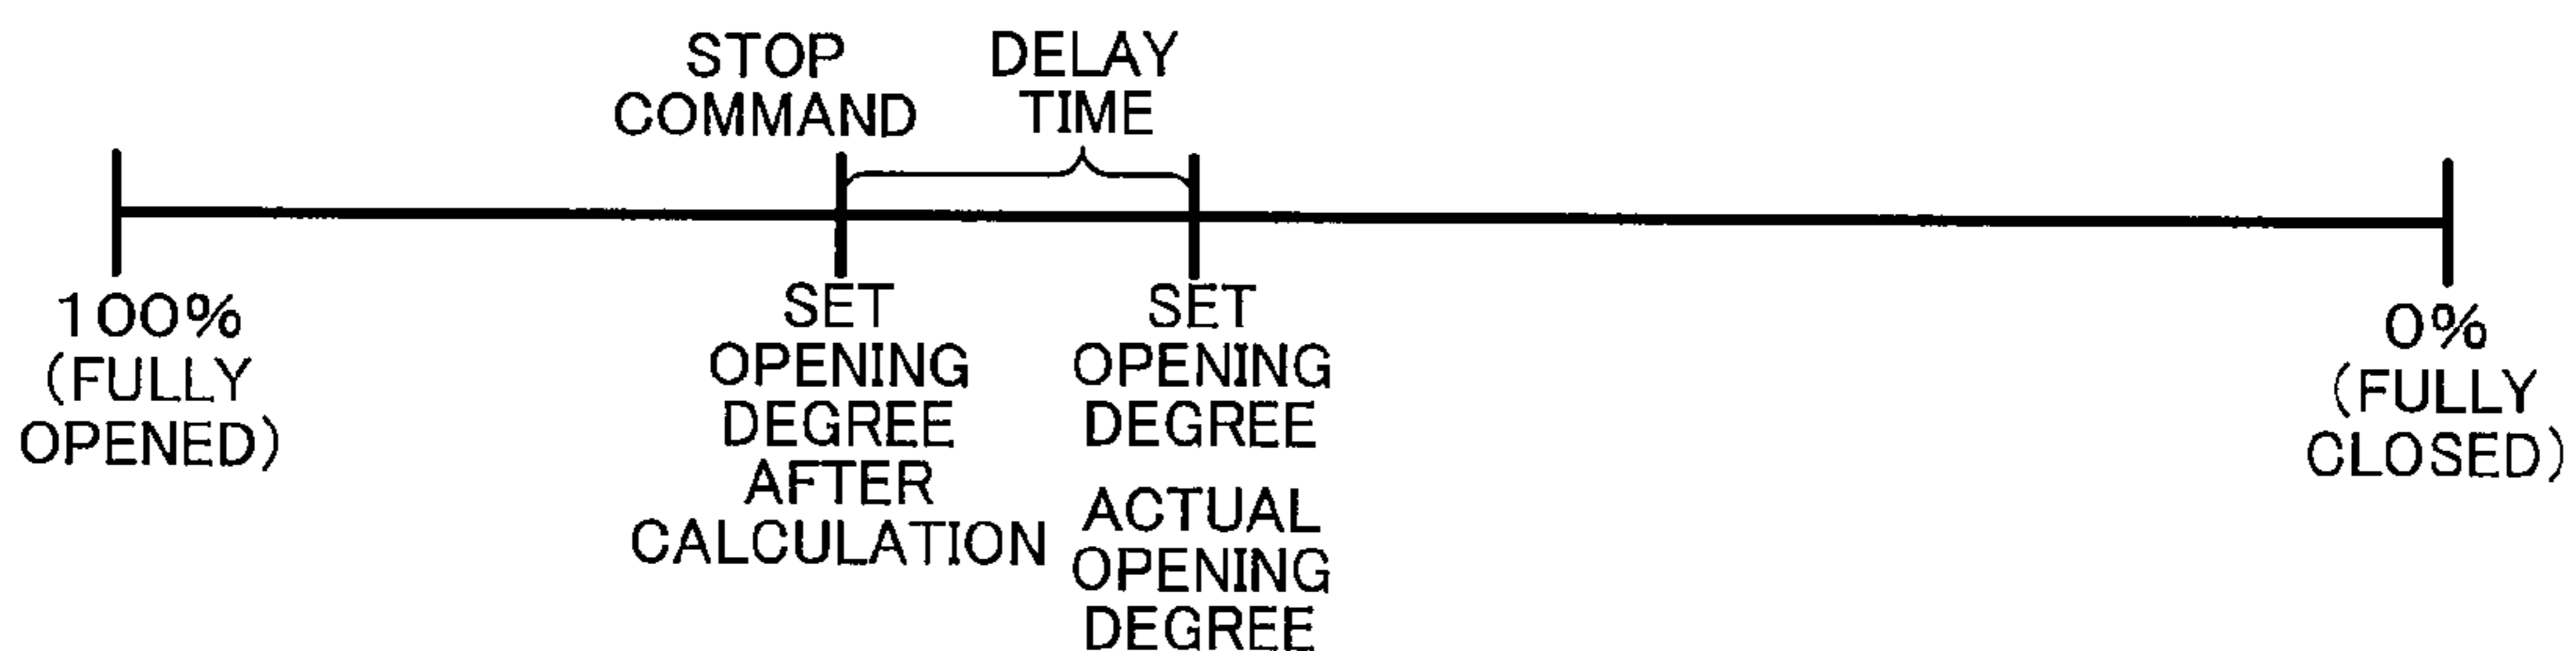 STOP
COMMAND
DELAY
TIME
100%
(FULLY
OPENED)
SET
OPENING
DEGREE
AFTER
CALCULATION
SET
OPENING
DEGREE
ACTUAL
OPENING
DEGREE
0%
(FULLY
CLOSED)